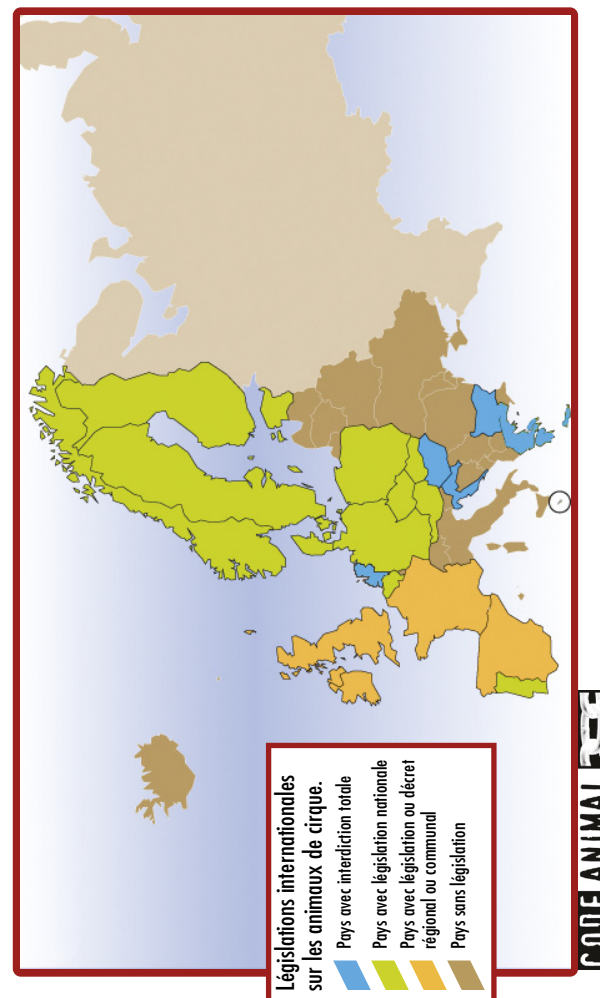 Législations internationales
sur les animaux de cirque.
Pays avec interdiction totale
Pays avec législation nationale
Pays avec législation ou décret
régional ou communal
Pays sans législation
CODE ANIMAL